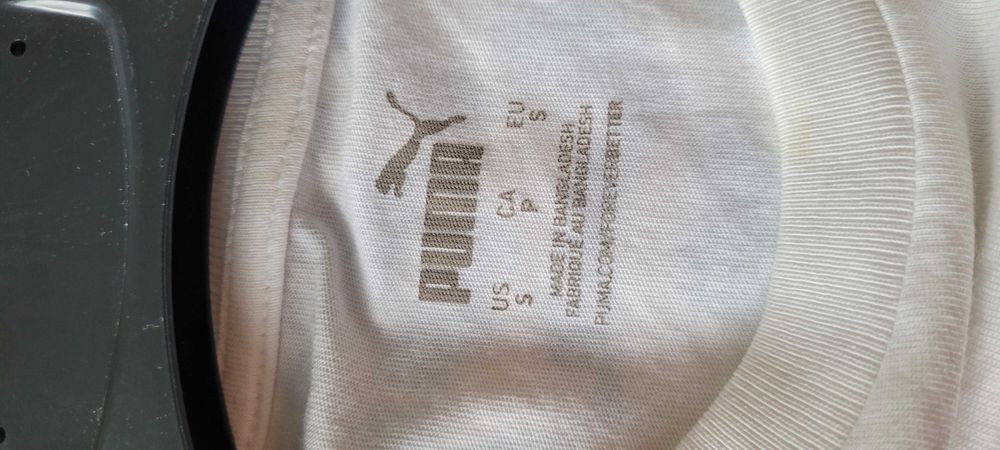 PUMA
US CA EU
S P S
MADE IN BANGLADESH
FABRIQUÉ AU BANGLADESH
PUMA.COM/FOREVERBETTER